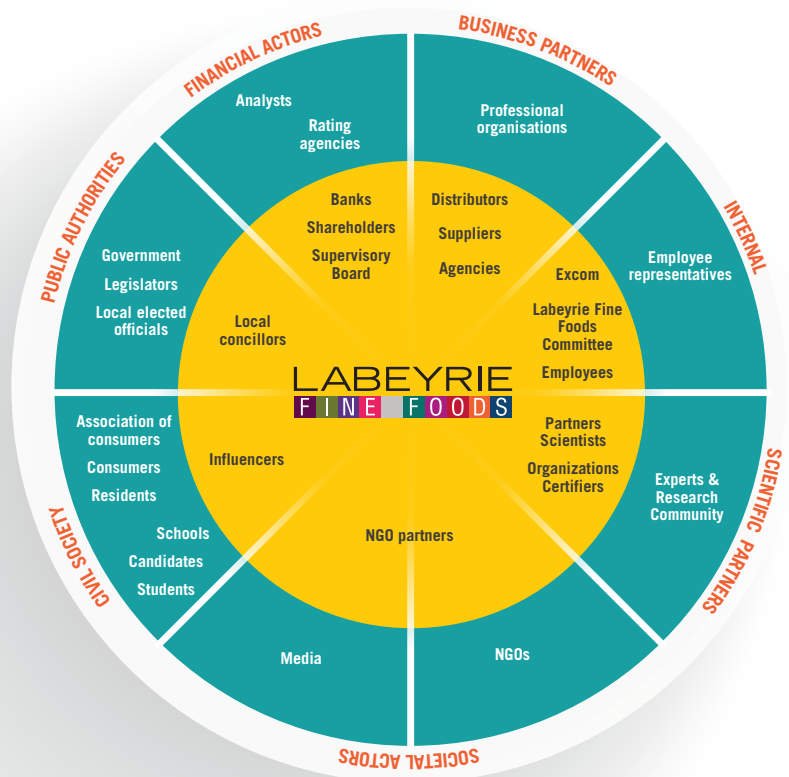 FINANCIAL ACTORS
BUSINESS PARTNERS
PUBLIC AUTHORITIES
INTERNAL
CIVIL SOCIETY
SCIENTIFIC PARTNERS
SOCIETAL ACTORS
Analysts
Rating
agencies
Professional
organisations
Government
Legislators
Local elected
officials
Employee
representatives
Banks
Shareholders
Supervisory
Board
Distributors
Suppliers
Agencies
Local
concillors
Excom
Labeyrie Fine
Foods
Committee
Employees
LABEYRIE
FINE FOODS
Association of
consumers
Consumers
Residents
Schools
Candidates
Students
Influencers
NGO partners
Partners
Scientists
Organizations
Certifiers
Experts &
Research
Community
Media
NGOs